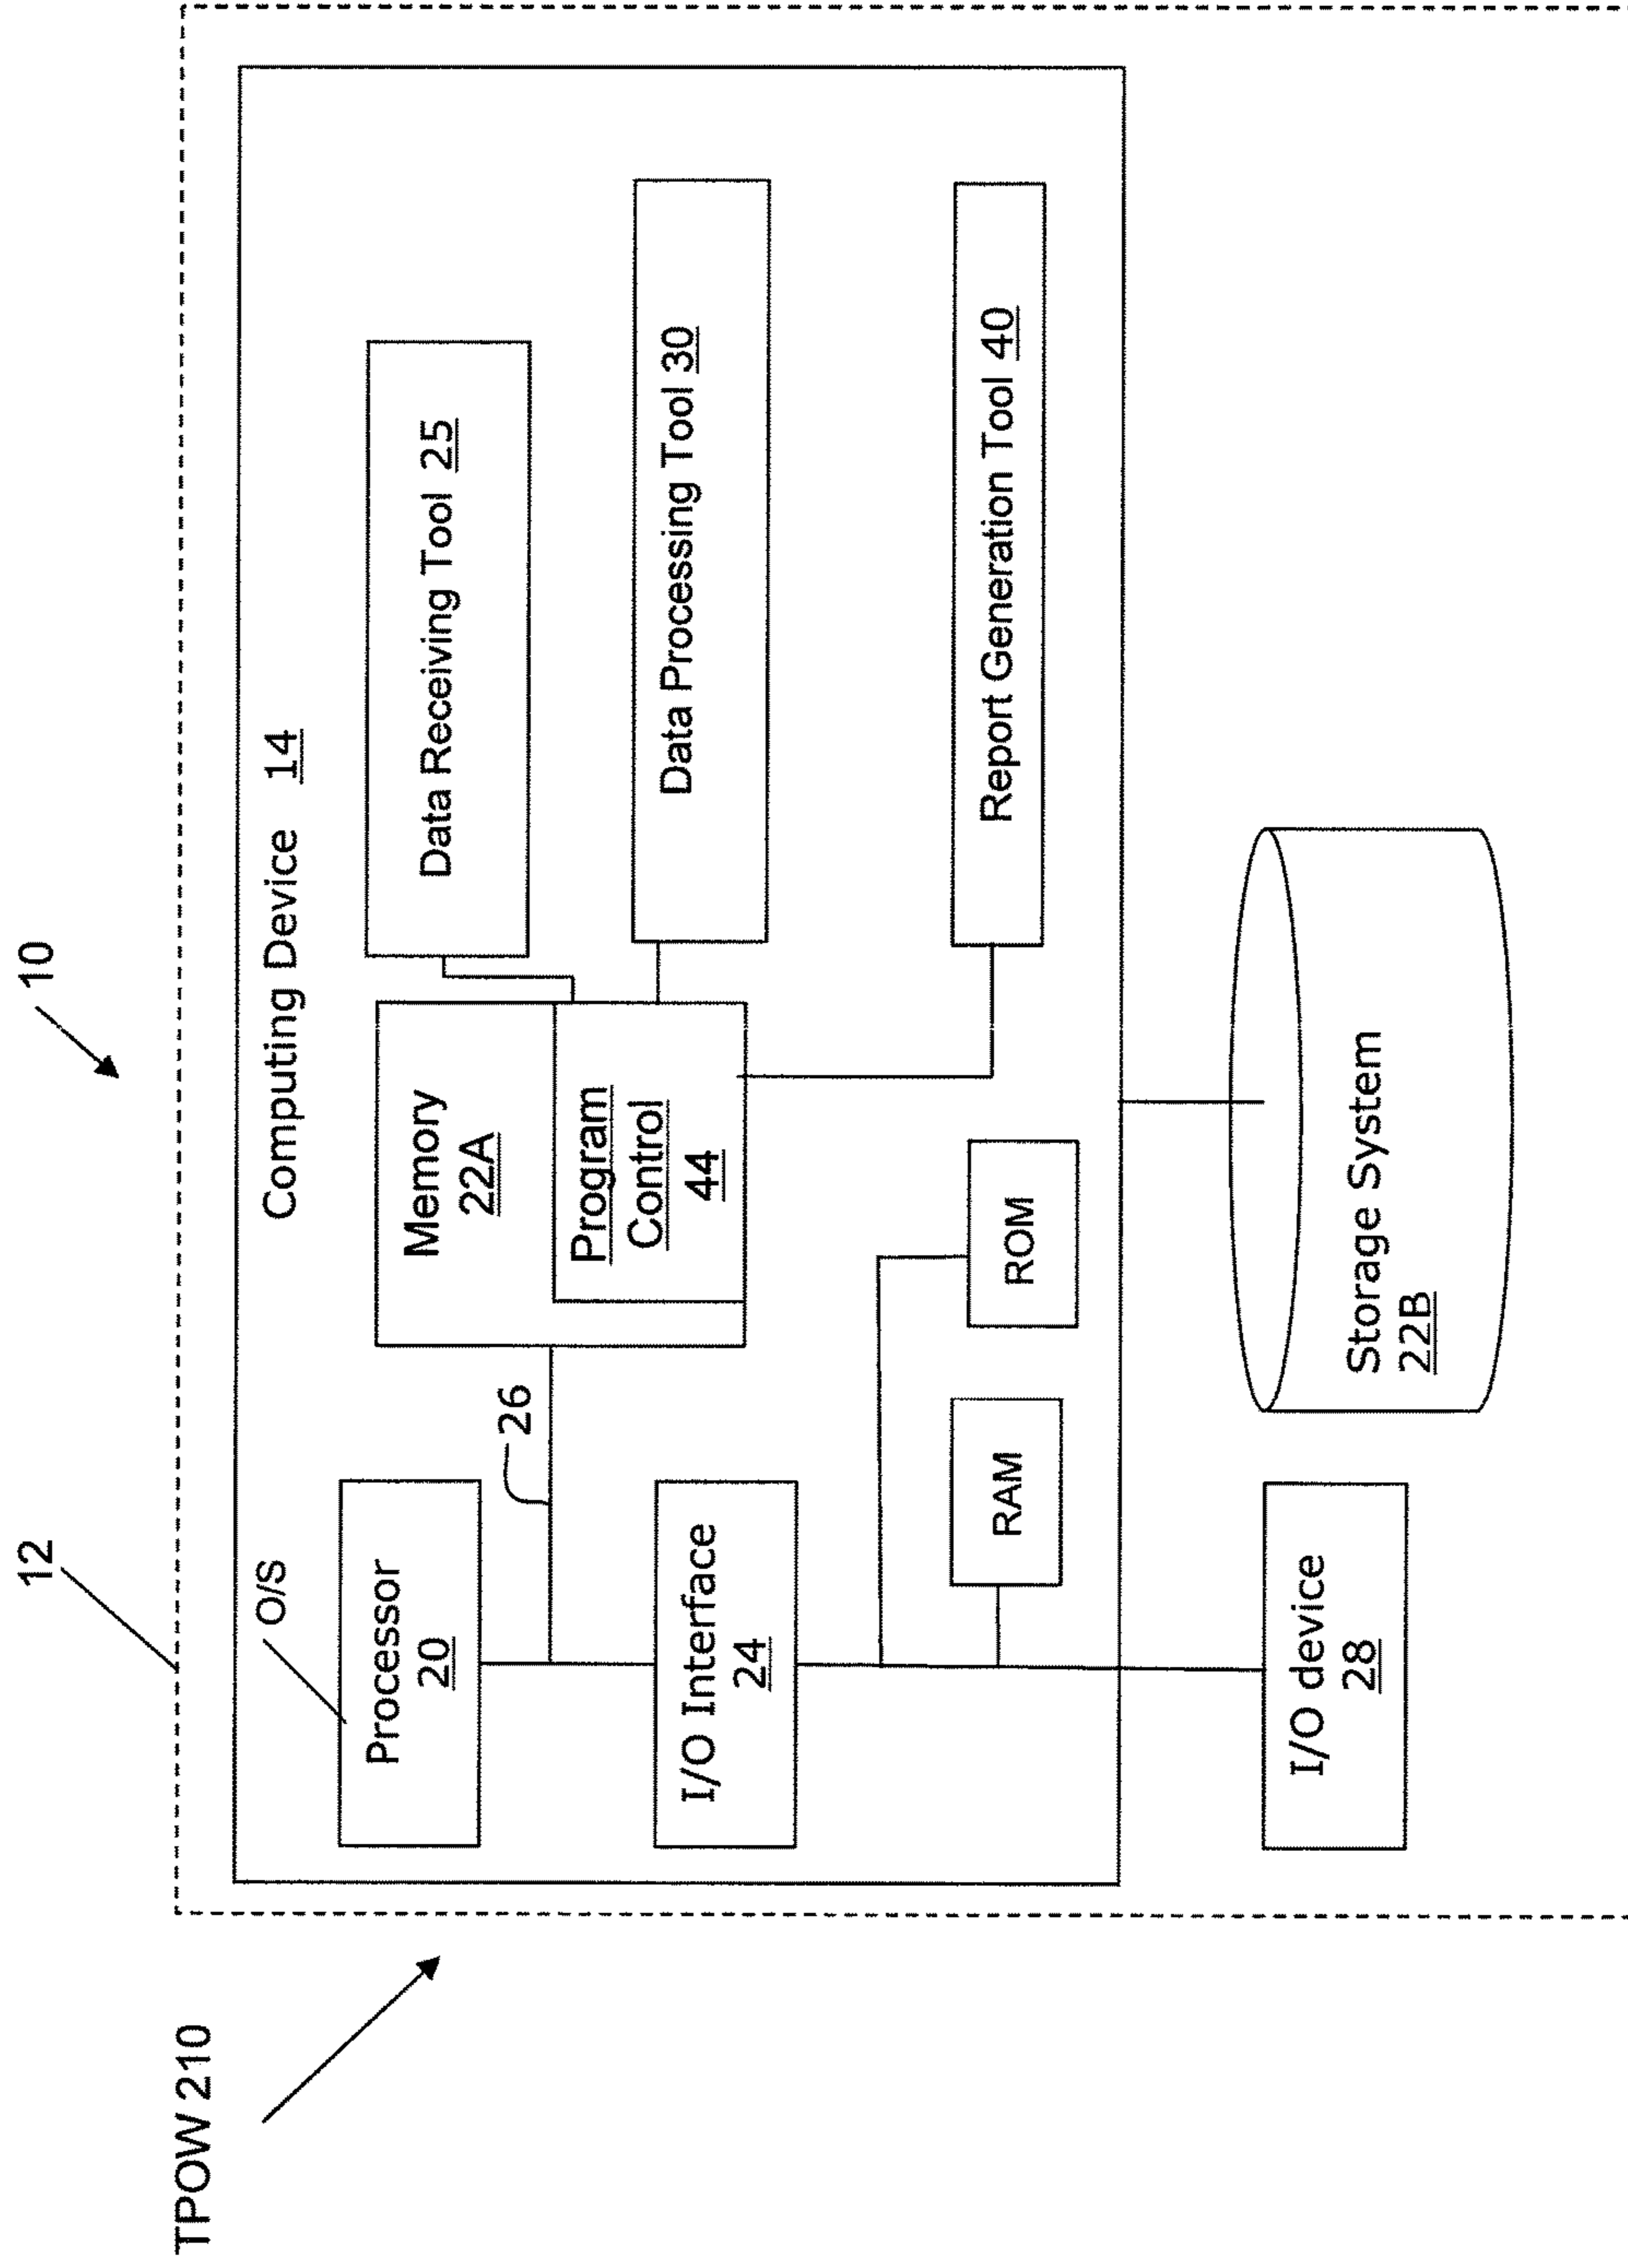 10
12
TPOW 210
Computing Device 14
O/S
Processor
20
Memory
22A
Data Receiving Tool 25
26
Program
Control
44
Data Processing Tool 30
I/O Interface
24
RAM
ROM
Report Generation Tool 40
I/O device
28
Storage System
22B